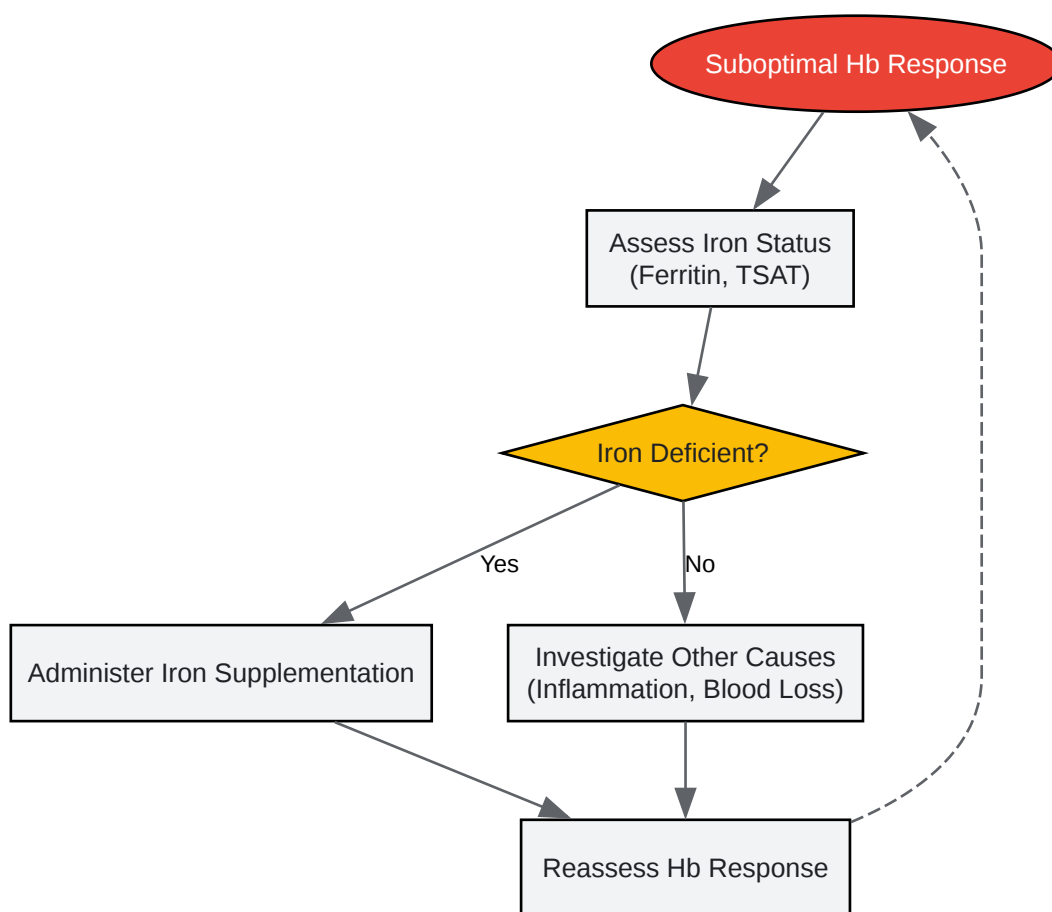 Suboptimal Hb Response
Assess Iron Status
(Ferritin, TSAT)
Iron Deficient?
Yes
No
Administer Iron Supplementation
Investigate Other Causes
(Inflammation, Blood Loss)
Reassess Hb Response